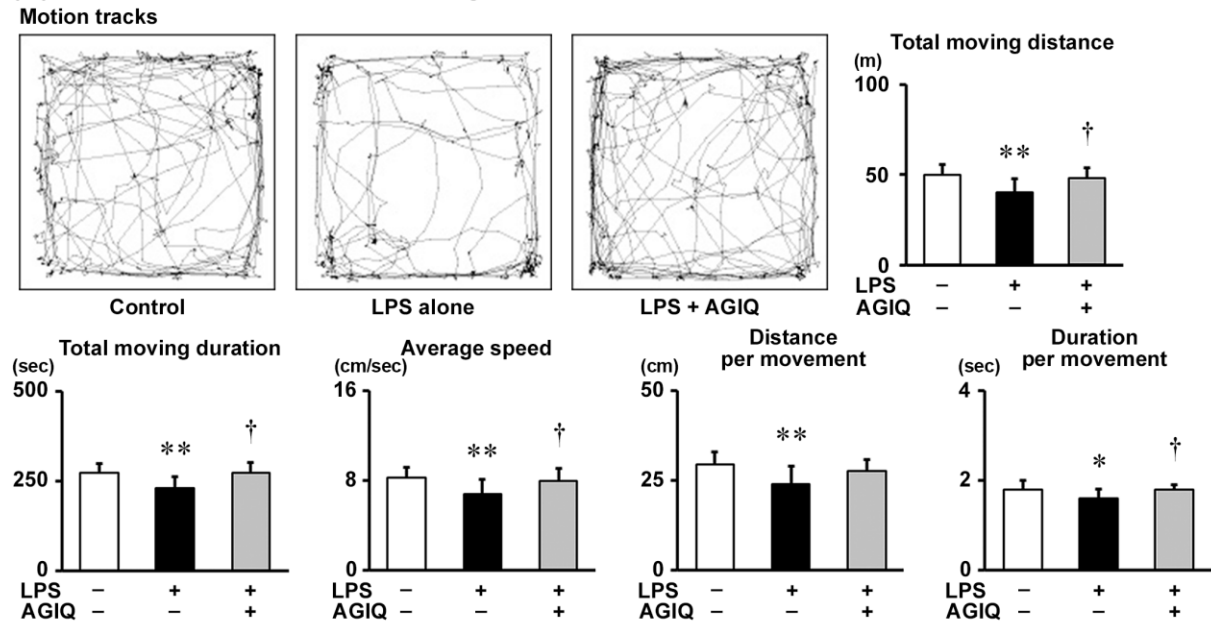 Motion tracks
Control
LPS alone
LPS + AGIQ
Total moving distance
(m)
100
50
0
**
†
LPS – + +
AGIQ – – +
Total moving duration
(sec)
500
250
0
**
†
LPS – + +
AGIQ – – +
Average speed
(cm/sec)
16
8
0
**
†
LPS – + +
AGIQ – – +
Distance
per movement
(cm)
50
25
0
**
LPS – + +
AGIQ – – +
Duration
per movement
(sec)
4
2
0
*
†
LPS – + +
AGIQ – – +